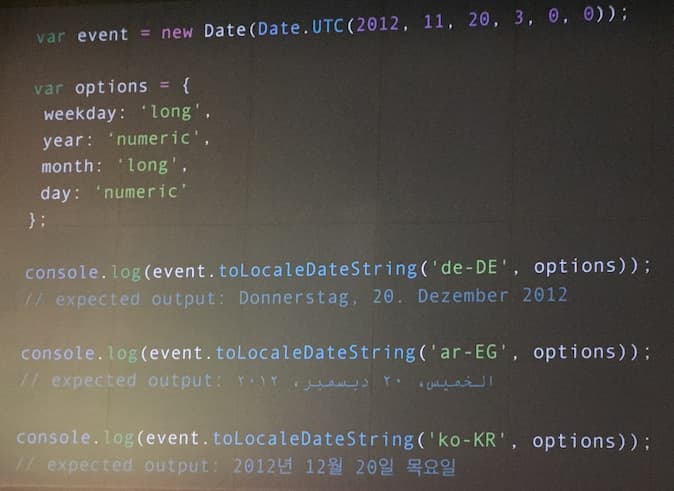 var event = new Date(Date.UTC(2012, 11, 20, 3, 0, 0));
var options = {
weekday: ‘long',
year: ‘numeric',
month: ‘long',
day: ‘numeric’
};
console.log(event.toLocaleDateString('de-DE', options));
// expected output: Donnerstag, 20. Dezember 2012
console.log(event.toLocaleDateString('ar-EG', options));
// expected output: الخميس، ٢٠ ديسمبر، ٢٠١٢
console.log(event.toLocaleDateString('ko-KR', options));
// expected output: 2012년 12월 20일 목요일